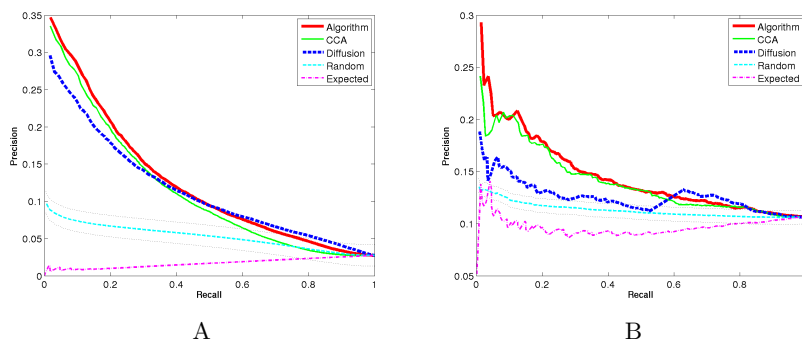 0.35
0.3
0.25
0.2
0.15
0.1
0.05
0
0 0.2 0.4 0.6 0.8 1
Precision
Recall
Algorithm
CCA
Diffusion
Random
Expected
A
0.3
0.25
0.2
0.15
0.1
0.05
0 0.2 0.4 0.6 0.8
Precision
Recall
Algorithm
CCA
Diffusion
Random
Expected
B